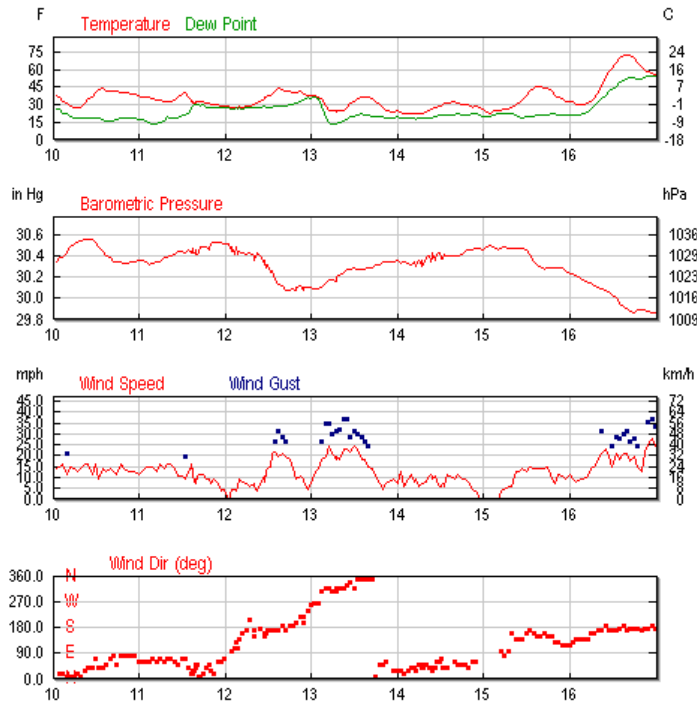 F Temperature Dew Point C
75 24
60 16
45 7
30 -1
15 -9
0 -18
10 11 12 13 14 15 16
in Hg Barometric Pressure hPa
30.6 1036
30.4 1029
30.2 1023
30.0 1016
29.8 1009
10 11 12 13 14 15 16
mph Wind Speed Wind Gust km/h
45.0 72
40.0 64
35.0 56
30.0 48
25.0 40
20.0 32
15.0 24
10.0 16
5.0 8
0.0 0
10 11 12 13 14 15 16
Wind Dir (deg)
360.0 N
270.0 W
180.0 S
90.0 E
0.0
10 11 12 13 14 15 16